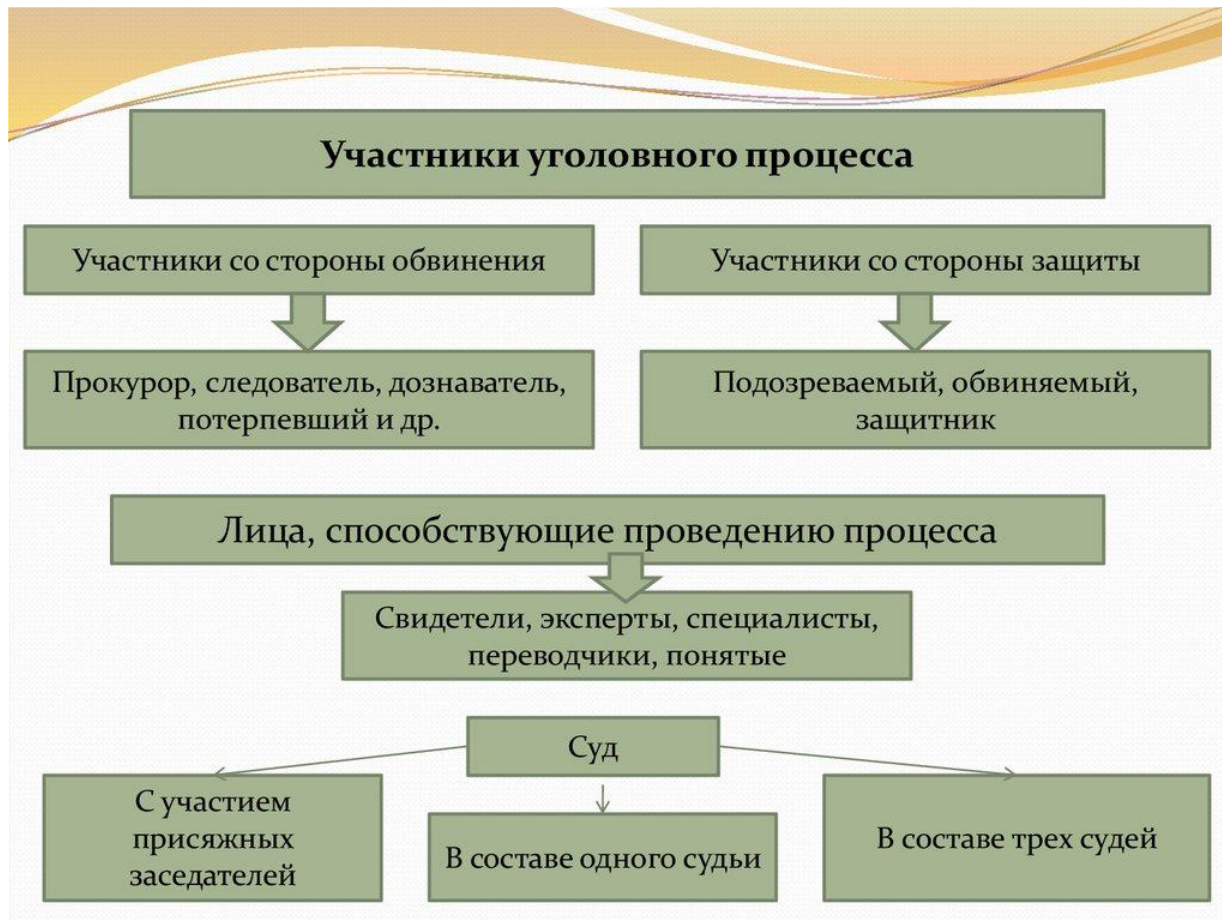 Участники уголовного процесса
Участники со стороны обвинения
Участники со стороны защиты
Прокурор, следователь, дознаватель,
потерпевший и др.
Подозреваемый, обвиняемый,
защитник
Лица, способствующие проведению процесса
Свидетели, эксперты, специалисты,
переводчики, понятые
Суд
С участием
присяжных
заседателей
В составе одного судьи
В составе трех судей